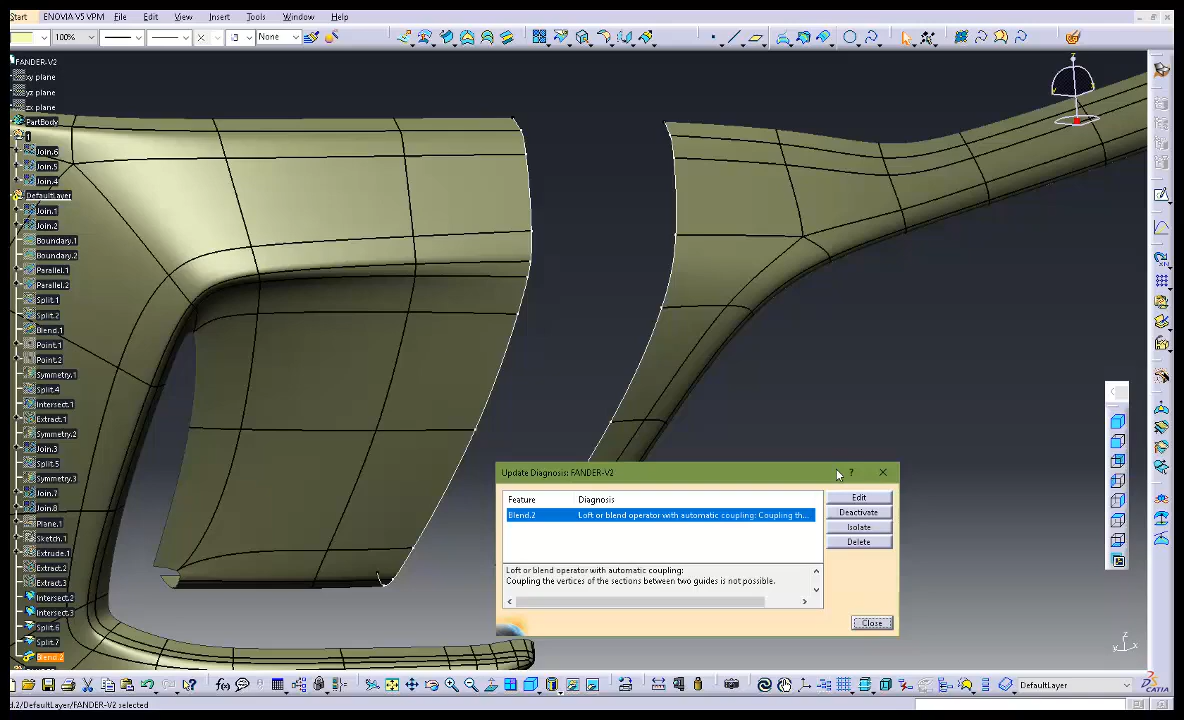 Start ENOVIA V5 VPM File Edit View Insert Tools Window Help
100% None
FANDER-V2
xy plane
yz plane
zx plane
PartBody
1
Join.6
Join.5
Join.4
DefaultLayer
Join.1
Join.2
Boundary.1
Boundary.2
Parallel.1
Parallel.2
Split.1
Split.2
Blend.1
Point.1
Point.2
Symmetry.1
Split.4
Intersect.1
Extract.1
Symmetry.2
Join.3
Split.5
Symmetry.3
Join.7
Join.8
Plane.1
Sketch.1
Extrude.1
Extract.2
Extract.3
Intersect.2
Intersect.3
Split.6
Split.7
Blend.2
Update Diagnosis: FANDER-V2 ?
Feature Diagnosis
Blend.2 Loft or blend operator with automatic coupling: Coupling th...
Edit
Deactivate
Isolate
Delete
Loft or blend operator with automatic coupling:
Coupling the vertices of the sections between two guides is not possible.
Close
z
y x
f(x) DefaultLayer
CATIA
d.2/DefaultLayer/FANDER-V2 selected